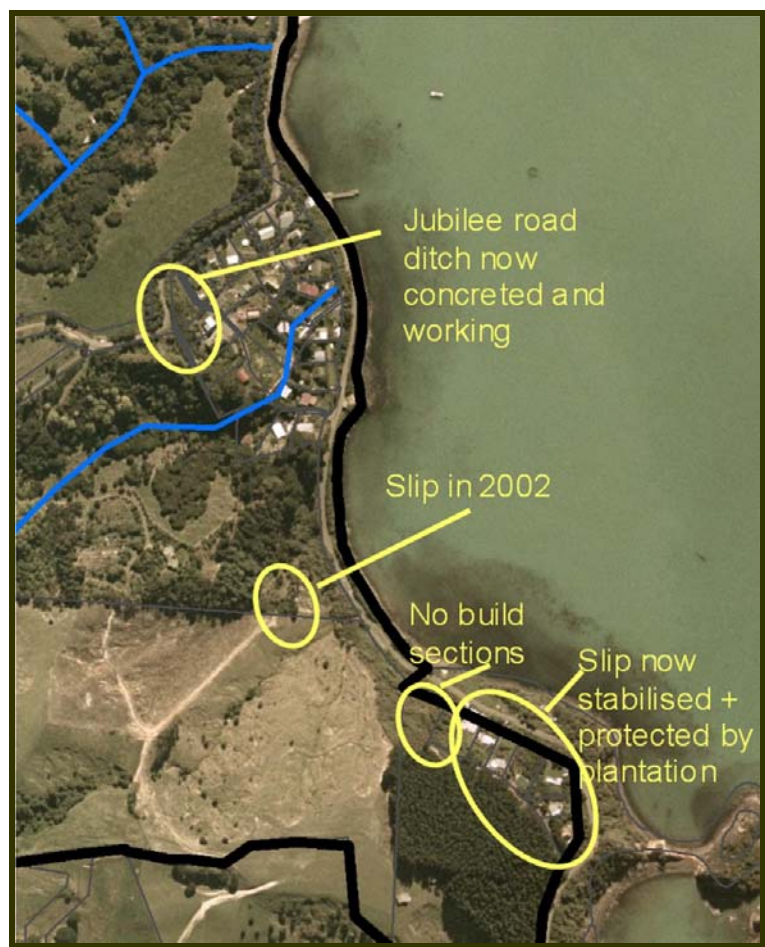 Jubilee road
ditch now
concreted and
working
Slip in 2002
No build
sections
Slip now
stabilised +
protected by
plantation